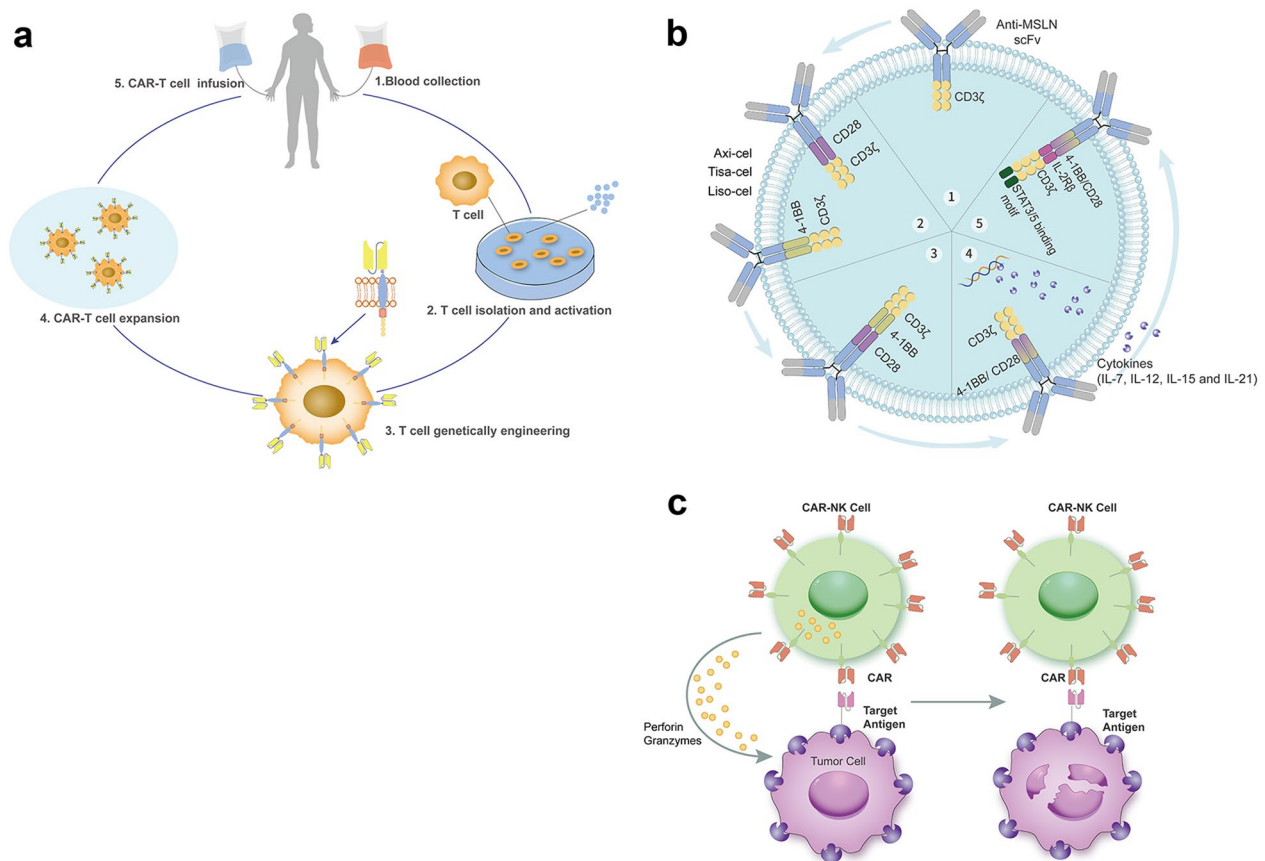 a
5. CAR-T cell infusion
1.Blood collection
T cell
2. T cell isolation and activation
4. CAR-T cell expansion
3. T cell genetically engineering
b
Anti-MSLN
scFv
CD3ζ
CD28
CD3ζ
Axi-cel
Tisa-cel
Liso-cel
4-1BB
CD3ζ
4-1BB/CD28
IL-2Rβ
CD3ζ
STAT3/5 binding
motif
1
2
5
3
4
CD3ζ
4-1BB
CD28
CD3ζ
4-1BB/ CD28
Cytokines
(IL-7, IL-12, IL-15 and IL-21)
c
CAR-NK Cell
CAR-NK Cell
CAR
CAR
Perforin
Granzymes
Target
Antigen
Target
Antigen
Tumor Cell